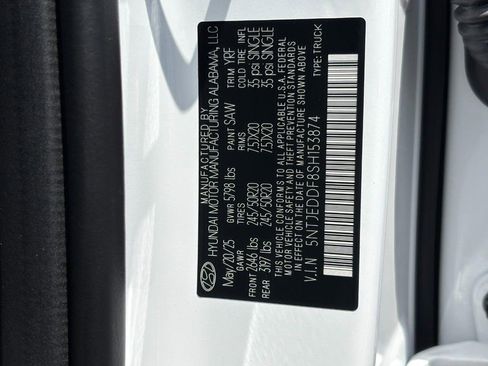 MANUFACTURED BY
HYUNDAI MOTOR MANUFACTURING ALABAMA, LLC
May/20/25 GVWR 5798 lbs PAINT SAW TRIM YRF
GAWR RIMS COLD TIRE INFL
FRONT 2646 lbs 245/50R20 7.5JX20 35 psi SINGLE
REAR 3197 lbs 245/50R20 7.5JX20 35 psi SINGLE
THIS VEHICLE CONFORMS TO ALL APPLICABLE U.S.A. FEDERAL
MOTOR VEHICLE SAFETY BUMPER AND THEFT PREVENTION STANDARDS
IN EFFECT ON THE DATE OF MANUFACTURE SHOWN ABOVE
V.I.N 5NTJEDDF8SH153874 TYPE:TRUCK